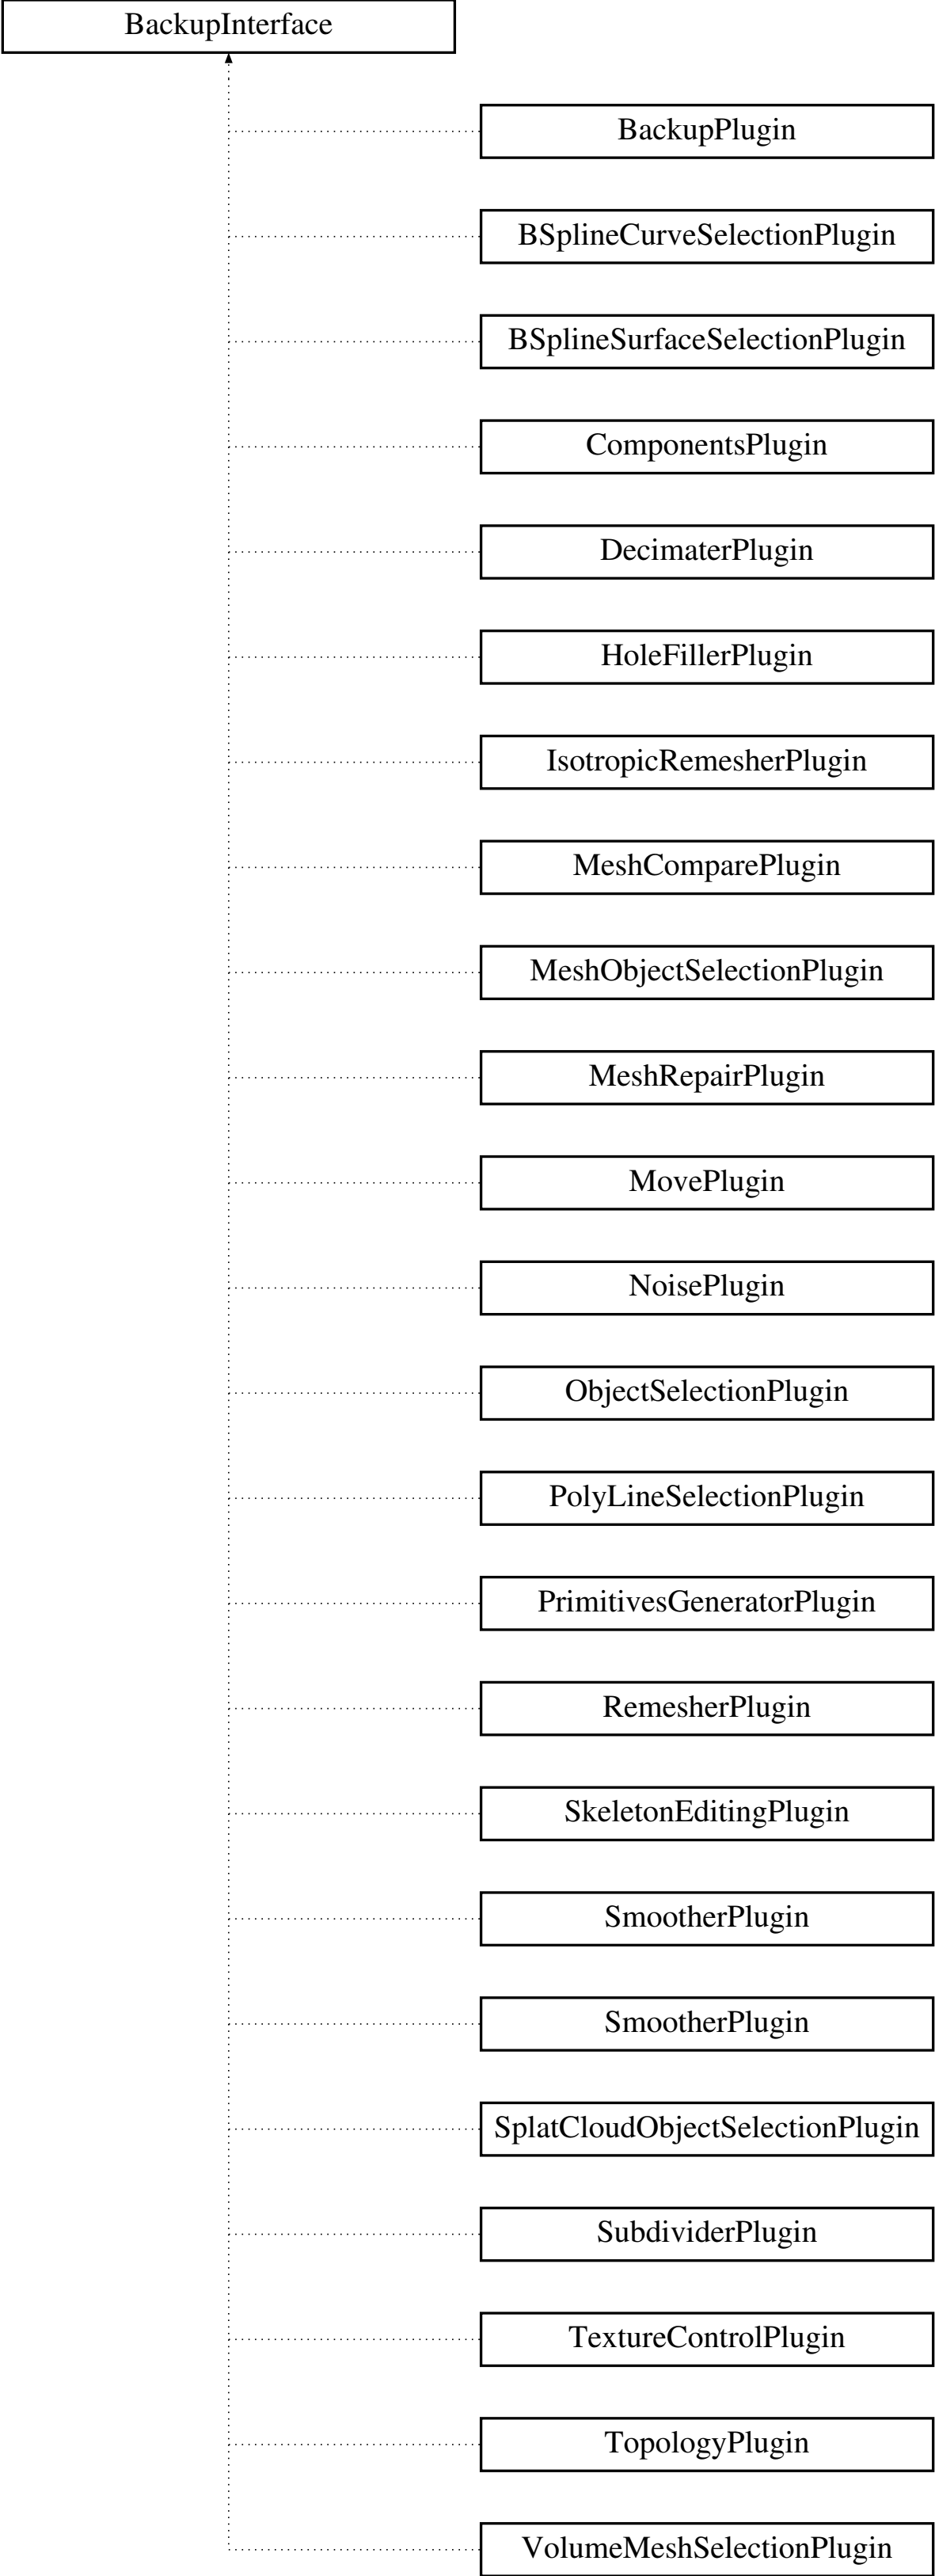 BackupInterface
BackupPlugin
BSplineCurveSelectionPlugin
BSplineSurfaceSelectionPlugin
ComponentsPlugin
DecimaterPlugin
HoleFillerPlugin
IsotropicRemesherPlugin
MeshComparePlugin
MeshObjectSelectionPlugin
MeshRepairPlugin
MovePlugin
NoisePlugin
ObjectSelectionPlugin
PolyLineSelectionPlugin
PrimitivesGeneratorPlugin
RemesherPlugin
SkeletonEditingPlugin
SmootherPlugin
SmootherPlugin
SplatCloudObjectSelectionPlugin
SubdividerPlugin
TextureControlPlugin
TopologyPlugin
VolumeMeshSelectionPlugin